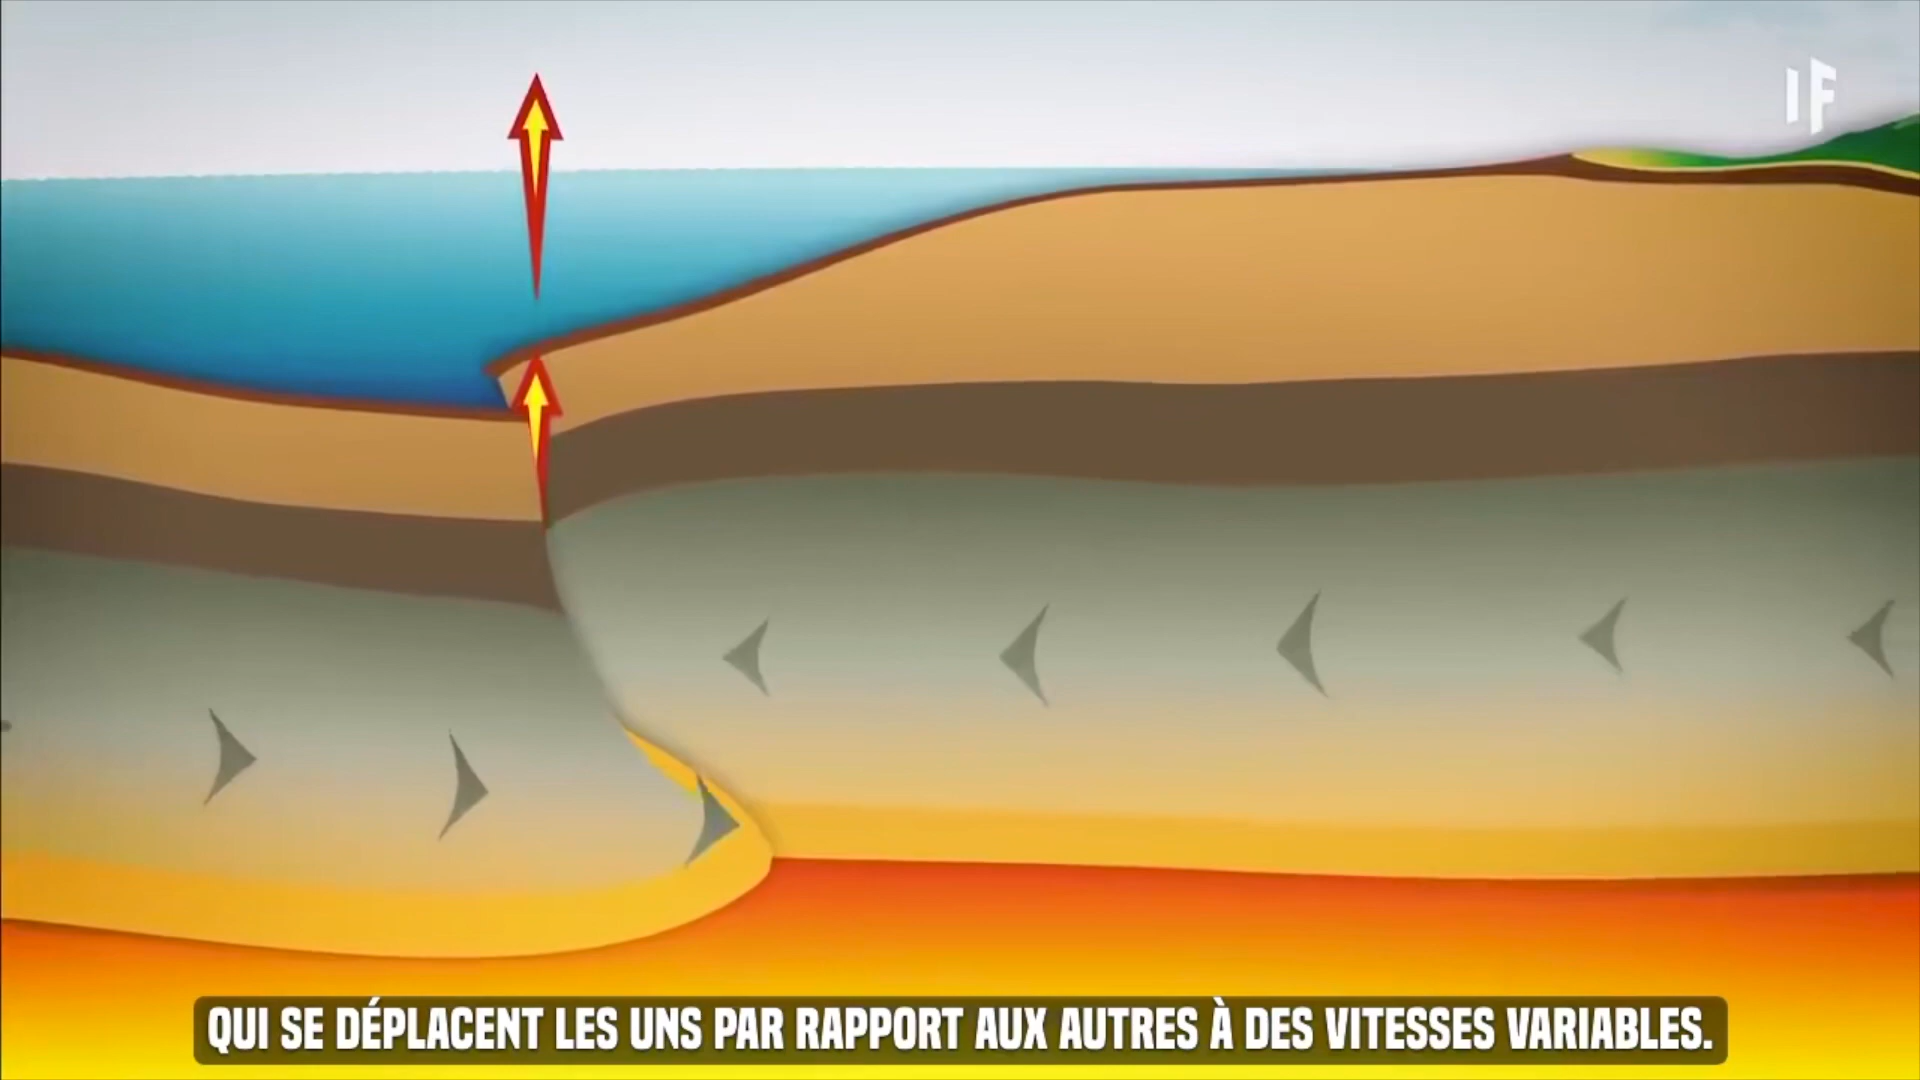 IF
QUI SE DÉPLACENT LES UNS PAR RAPPORT AUX AUTRES À DES VITESSES VARIABLES.